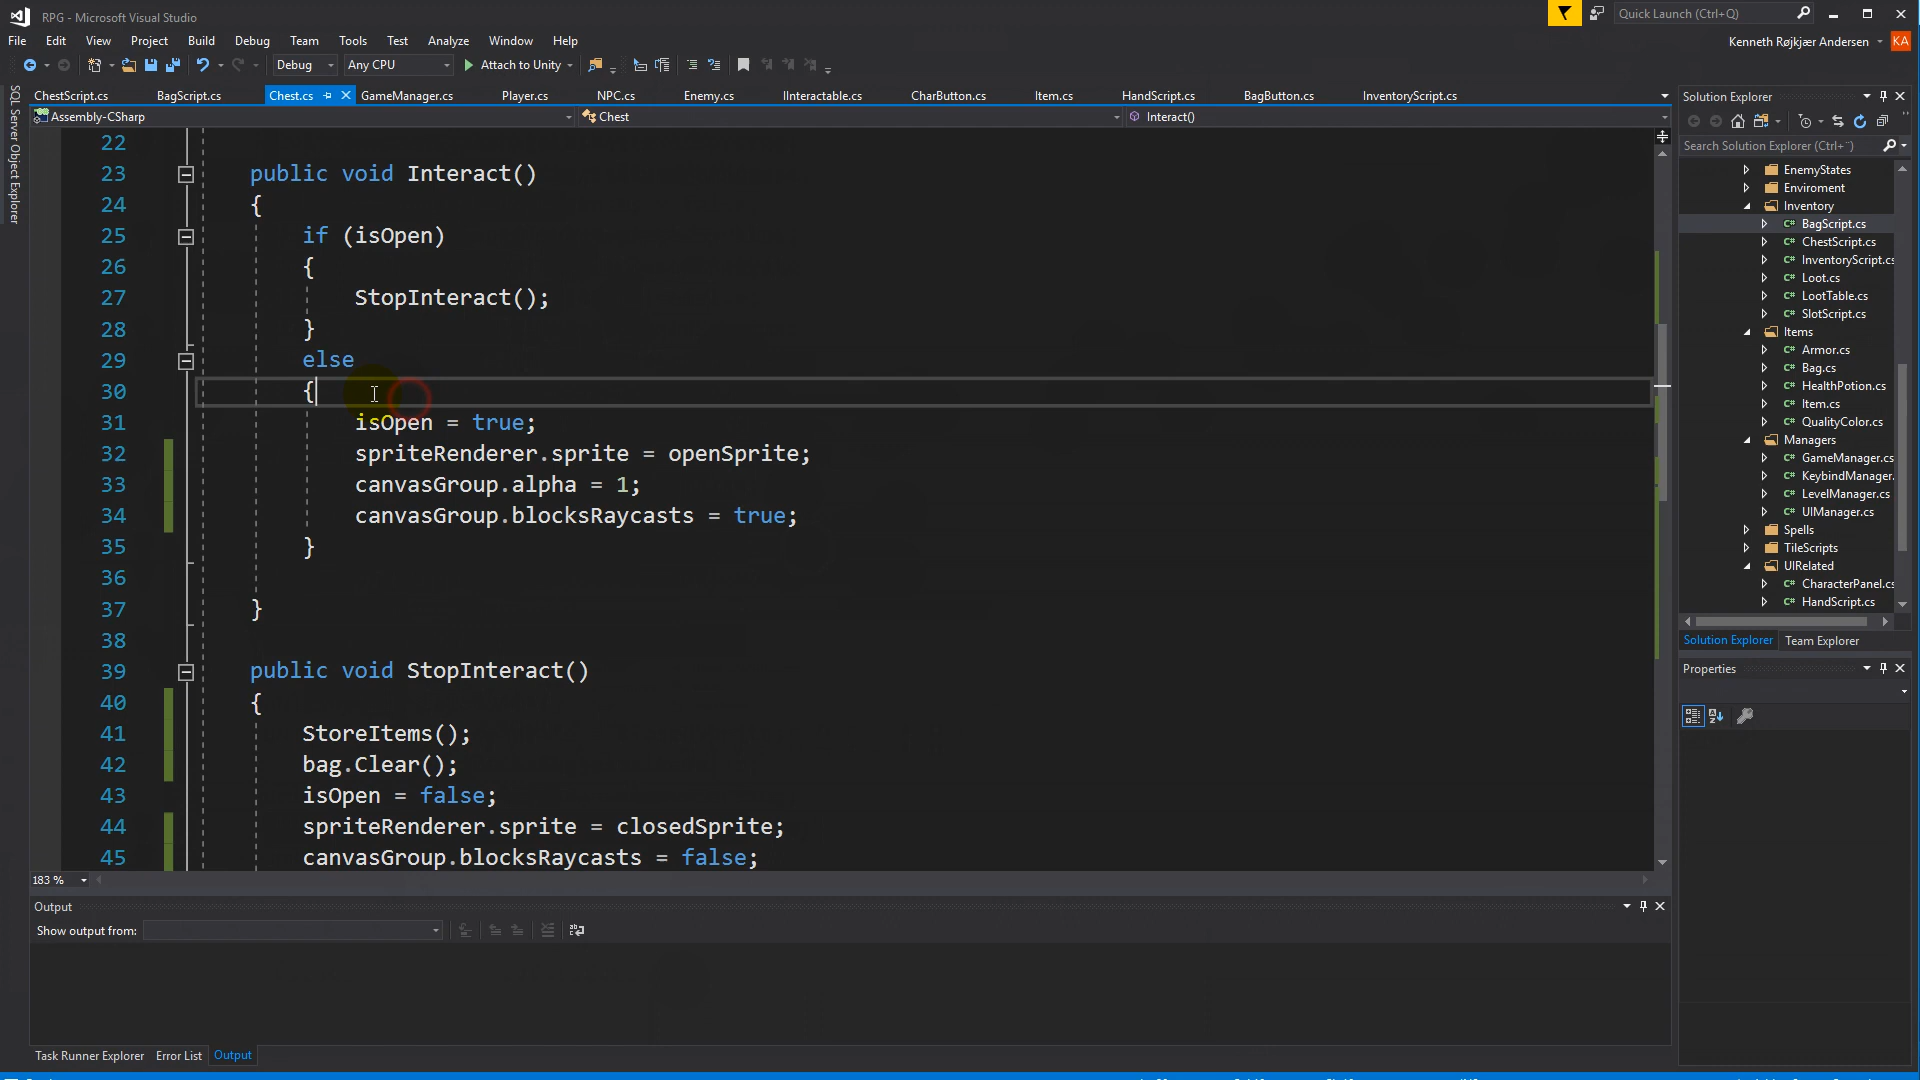 RPG - Microsoft Visual Studio
Quick Launch (Ctrl+Q)
File Edit View Project Build Debug Team Tools Test Analyze Window Help
Kenneth Røjkjær Andersen KA
Debug Any CPU Attach to Unity
SQL Server Object Explorer
ChestScript.cs BagScript.cs Chest.cs GameManager.cs Player.cs NPC.cs Enemy.cs IInteractable.cs CharButton.cs Item.cs HandScript.cs BagButton.cs InventoryScript.cs
Assembly-CSharp Chest Interact()
22
23 public void Interact()
24 {
25 if (isOpen)
26 {
27 StopInteract();
28 }
29 else
30 {
31 isOpen = true;
32 spriteRenderer.sprite = openSprite;
33 canvasGroup.alpha = 1;
34 canvasGroup.blocksRaycasts = true;
35 }
36
37 }
38
39 public void StopInteract()
40 {
41 StoreItems();
42 bag.Clear();
43 isOpen = false;
44 spriteRenderer.sprite = closedSprite;
45 canvasGroup.blocksRaycasts = false;
183 %
Output
Show output from:
Task Runner Explorer Error List Output
Solution Explorer
Search Solution Explorer (Ctrl+¨)
EnemyStates
Enviroment
Inventory
C# BagScript.cs
C# ChestScript.cs
C# InventoryScript.cs
C# Loot.cs
C# LootTable.cs
C# SlotScript.cs
Items
C# Armor.cs
C# Bag.cs
C# HealthPotion.cs
C# Item.cs
C# QualityColor.cs
Managers
C# GameManager.cs
C# KeybindManager.
C# LevelManager.cs
C# UIManager.cs
Spells
TileScripts
UIRelated
C# CharacterPanel.cs
C# HandScript.cs
Solution Explorer Team Explorer
Properties